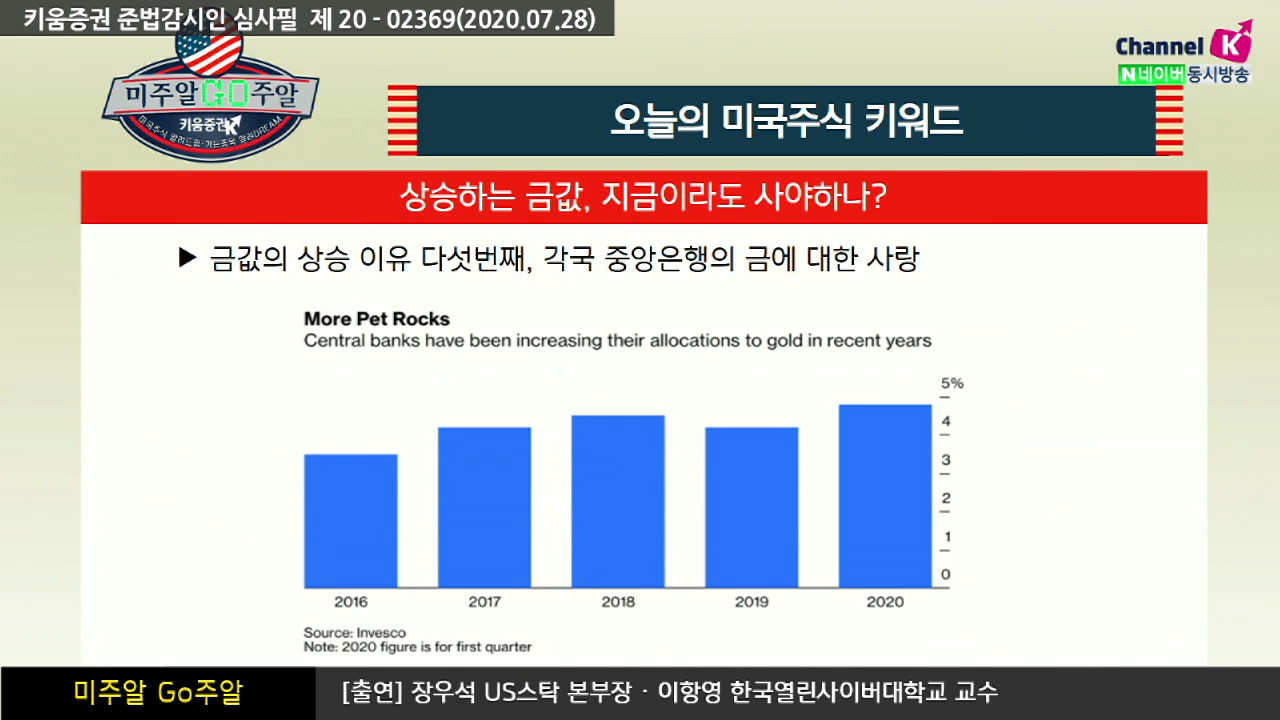 키움증권 준법감시인 심사필 제 20 - 02369(2020.07.28)
Channel K
N 네이버 동시방송
미주알GO주알
키움증권K
오늘의 미국주식 키워드
상승하는 금값, 지금이라도 사야하나?
▶ 금값의 상승 이유 다섯번째, 각국 중앙은행의 금에 대한 사랑
More Pet Rocks
Central banks have been increasing their allocations to gold in recent years
5%
4
3
2
1
0
2016 2017 2018 2019 2020
Source: Invesco
Note: 2020 figure is for first quarter
미주알 Go주알
[출연] 장우석 US스탁 본부장 · 이항영 한국열린사이버대학교 교수